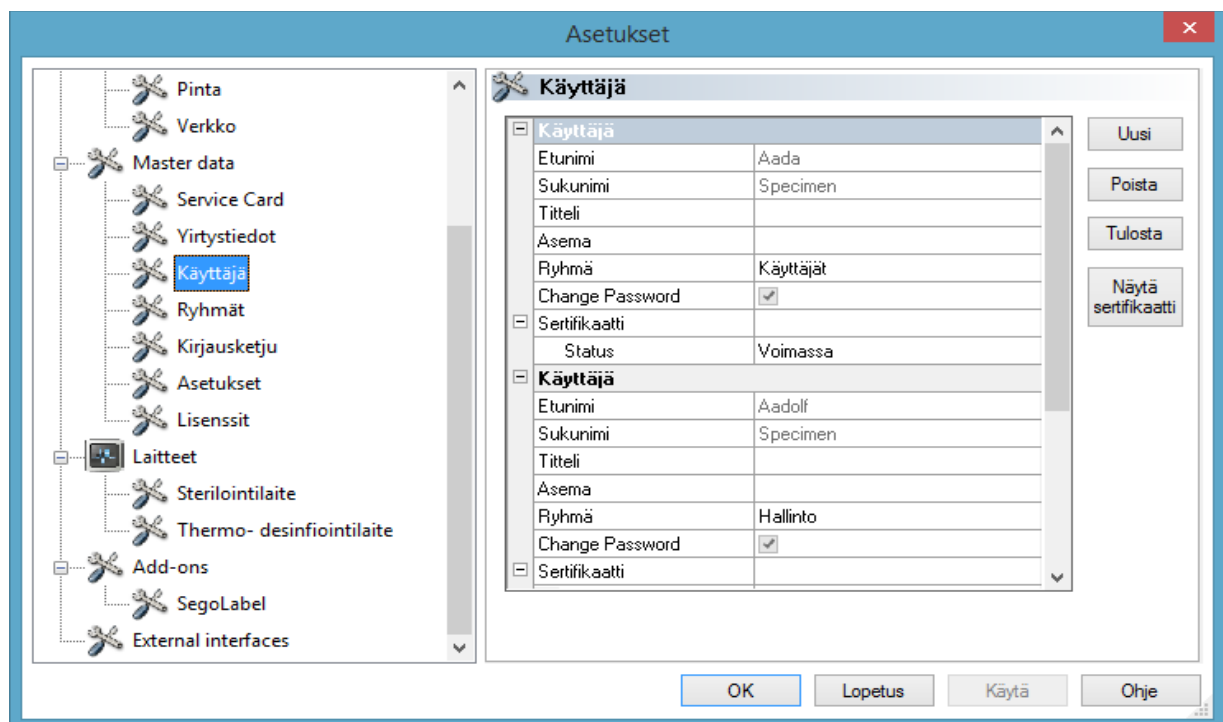 Asetukset
Pinta
Verkko
Master data
Service Card
Yirtystiedot
Käyttäjä
Ryhmät
Kirjausketju
Asetukset
Lisenssit
Laitteet
Sterilointilaite
Thermo- desinfiointilaite
Add-ons
SegoLabel
External interfaces
Käyttäjä
Käyttäjä
Etunimi Aada
Sukunimi Specimen
Titteli
Asema
Ryhmä Käyttäjät
Change Password
Sertifikaatti
Status Voimassa
Käyttäjä
Etunimi Aadolf
Sukunimi Specimen
Titteli
Asema
Ryhmä Hallinto
Change Password
Sertifikaatti
Uusi
Poista
Tulosta
Näytä
sertifikaatti
OK Lopetus Käytä Ohje